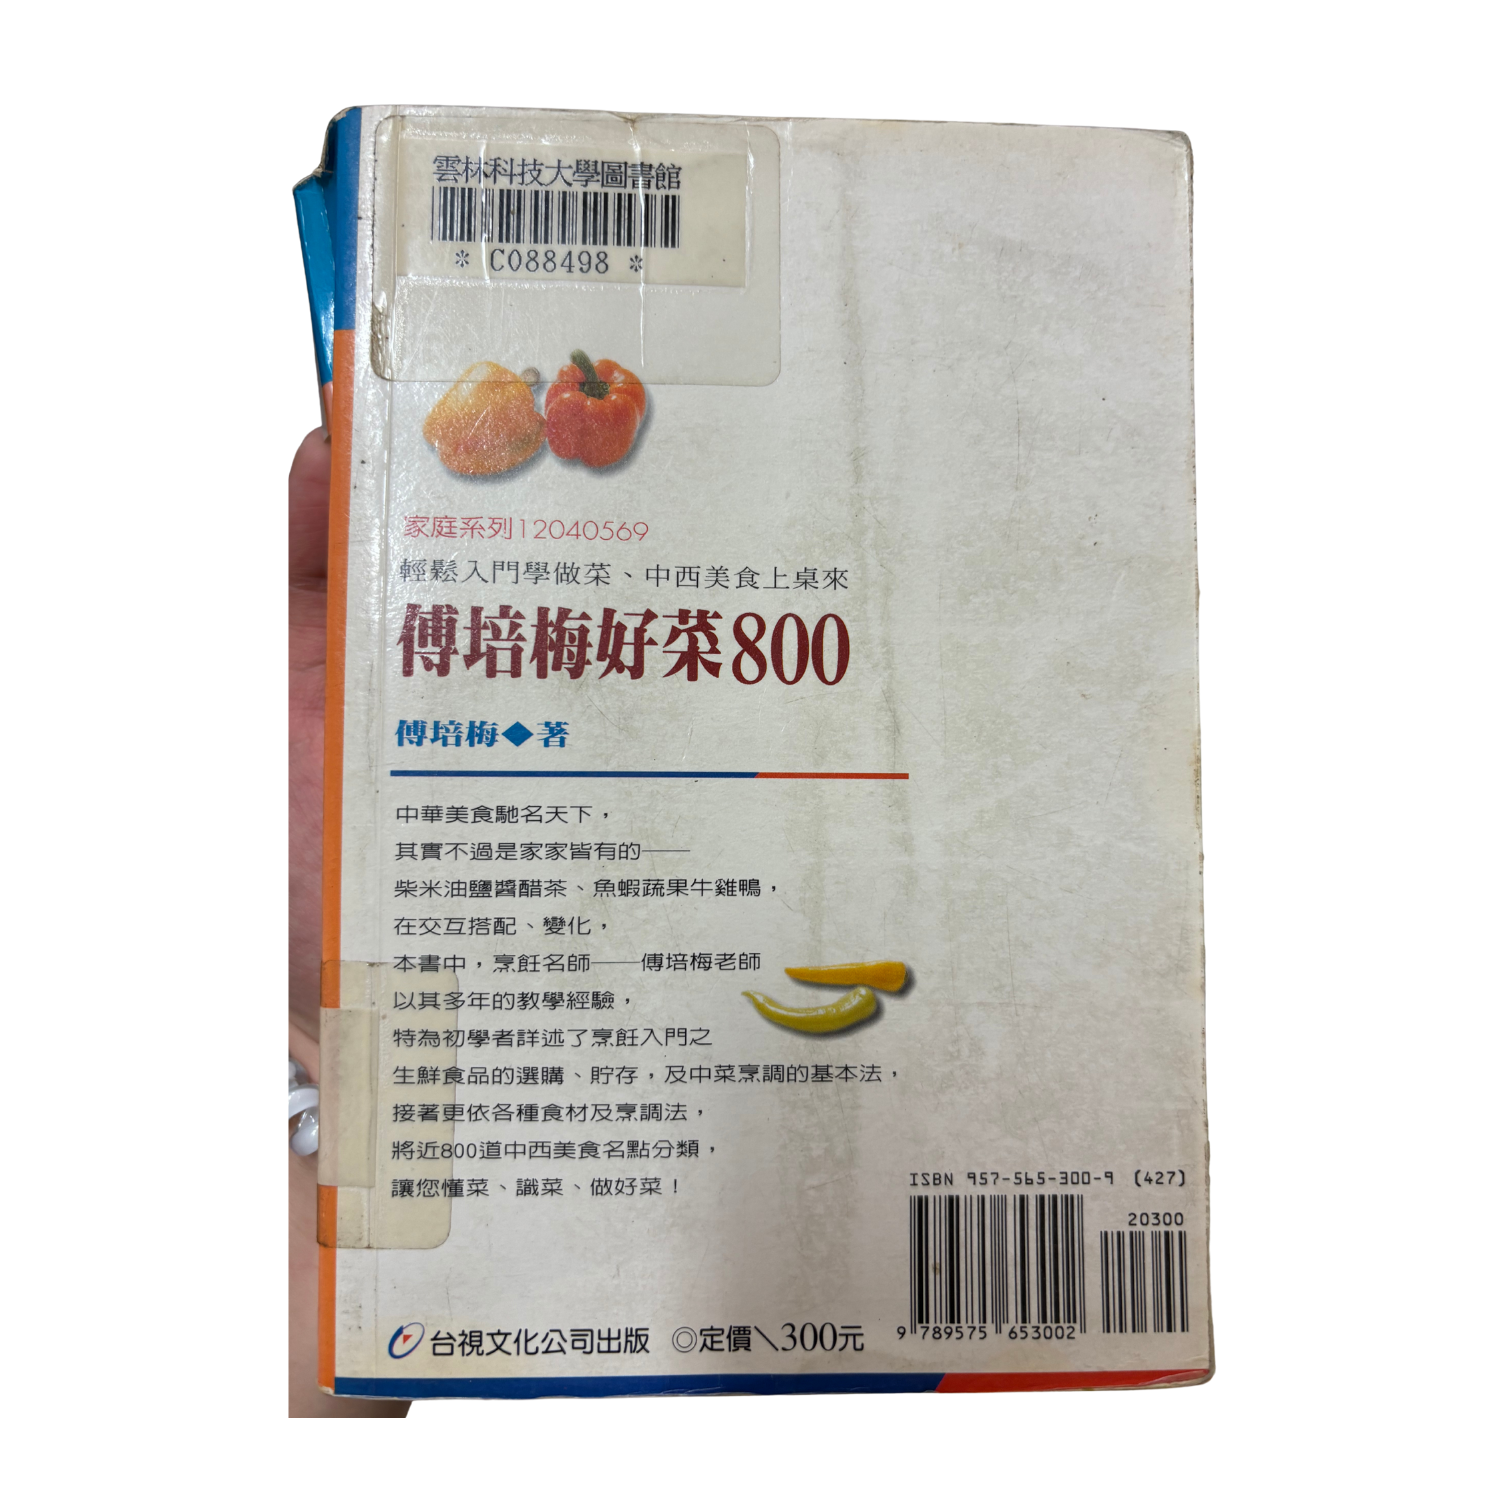 雲林科技大學圖書館
* C088498 *
家庭系列12040569
輕鬆入門學做菜、中西美食上桌來
傅培梅好菜800
傅培梅◆著
中華美食馳名天下，
其實不過是家家皆有的──
柴米油鹽醬醋茶、魚蝦蔬果牛雞鴨，
在交互搭配、變化，
本書中，烹飪名師──傅培梅老師
以其多年的教學經驗，
特為初學者詳述了烹飪入門之
生鮮食品的選購、貯存，及中菜烹調的基本法，
接著更依各種食材及烹調法，
將近800道中西美食名點分類，
讓您懂菜、識菜、做好菜！
ISBN 957-565-300-9 (427)
20300
9 789575 653002
台視文化公司出版 ◎定價＼300元